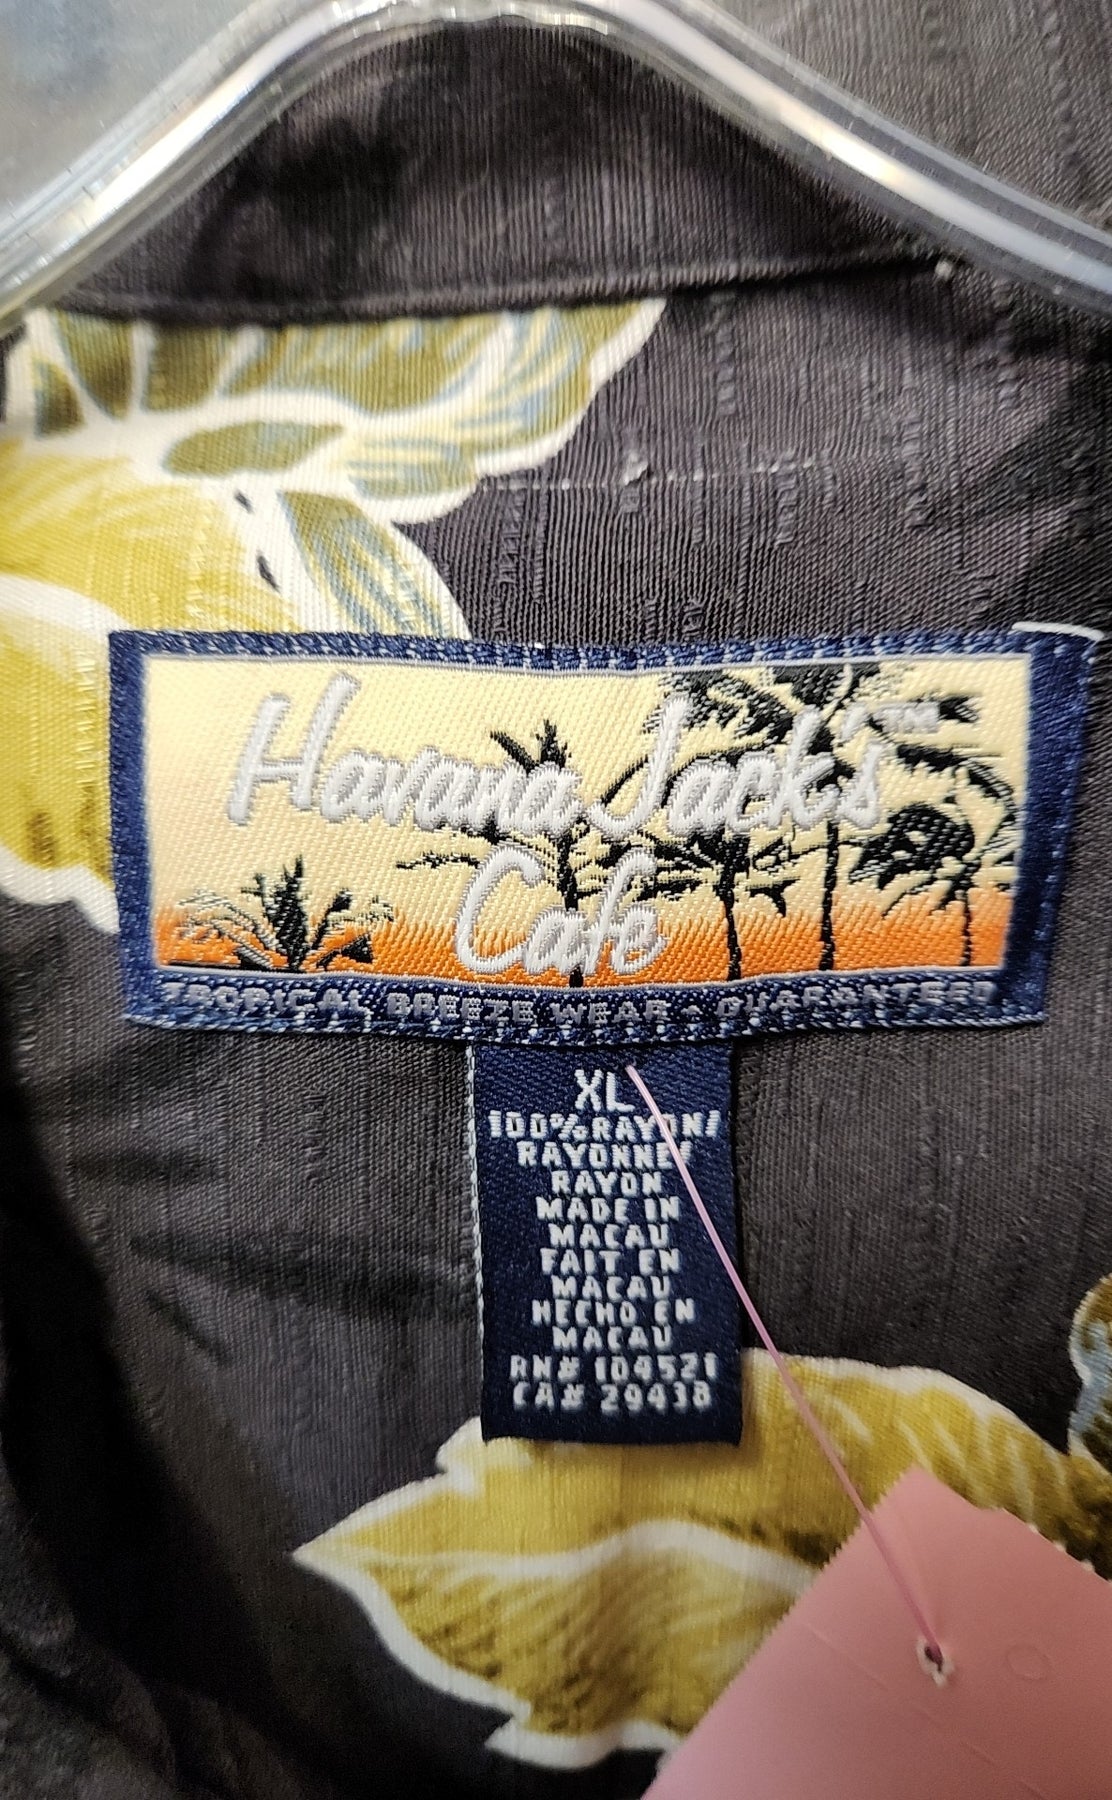 Havana Jack's™
Cafe
TROPICAL BREEZE WEAR - GUARANTEED
XL
100% RAYON/
RAYONNE/
RAYON
MADE IN
MACAU
FAIT EN
MACAU
HECHO EN
MACAU
RN# 104521
CA# 29438